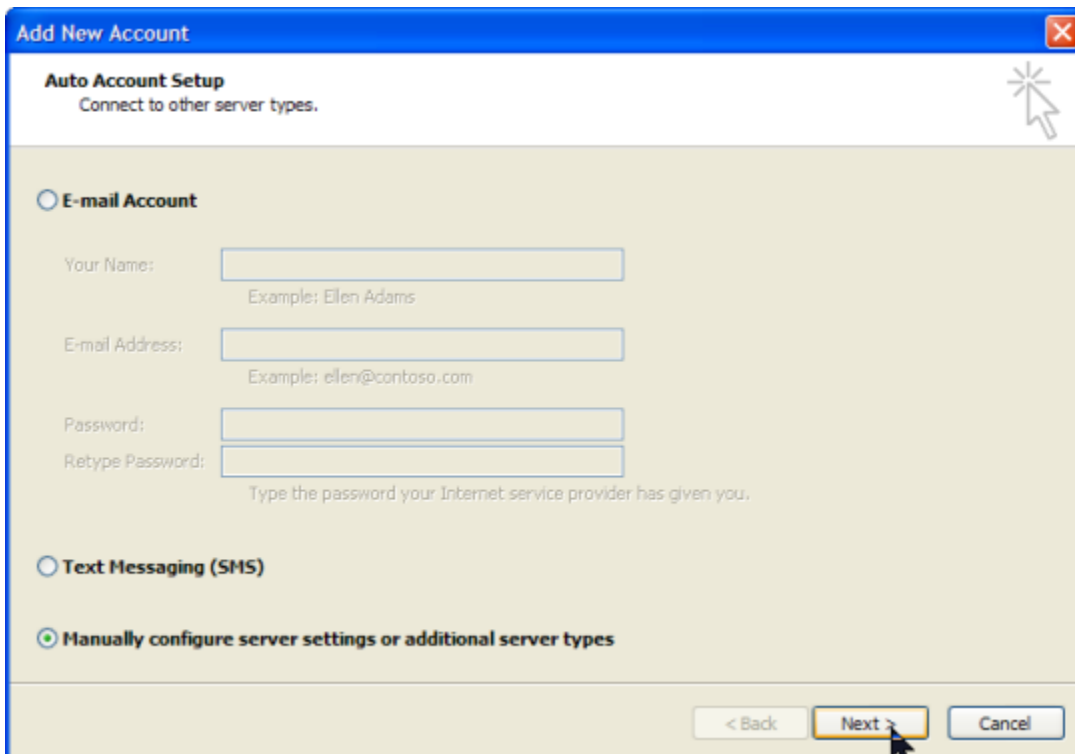 Add New Account
Auto Account Setup
Connect to other server types.
E-mail Account
Your Name:
Example: Ellen Adams
E-mail Address:
Example: ellen@contoso.com
Password:
Retype Password:
Type the password your Internet service provider has given you.
Text Messaging (SMS)
Manually configure server settings or additional server types
< Back Next > Cancel